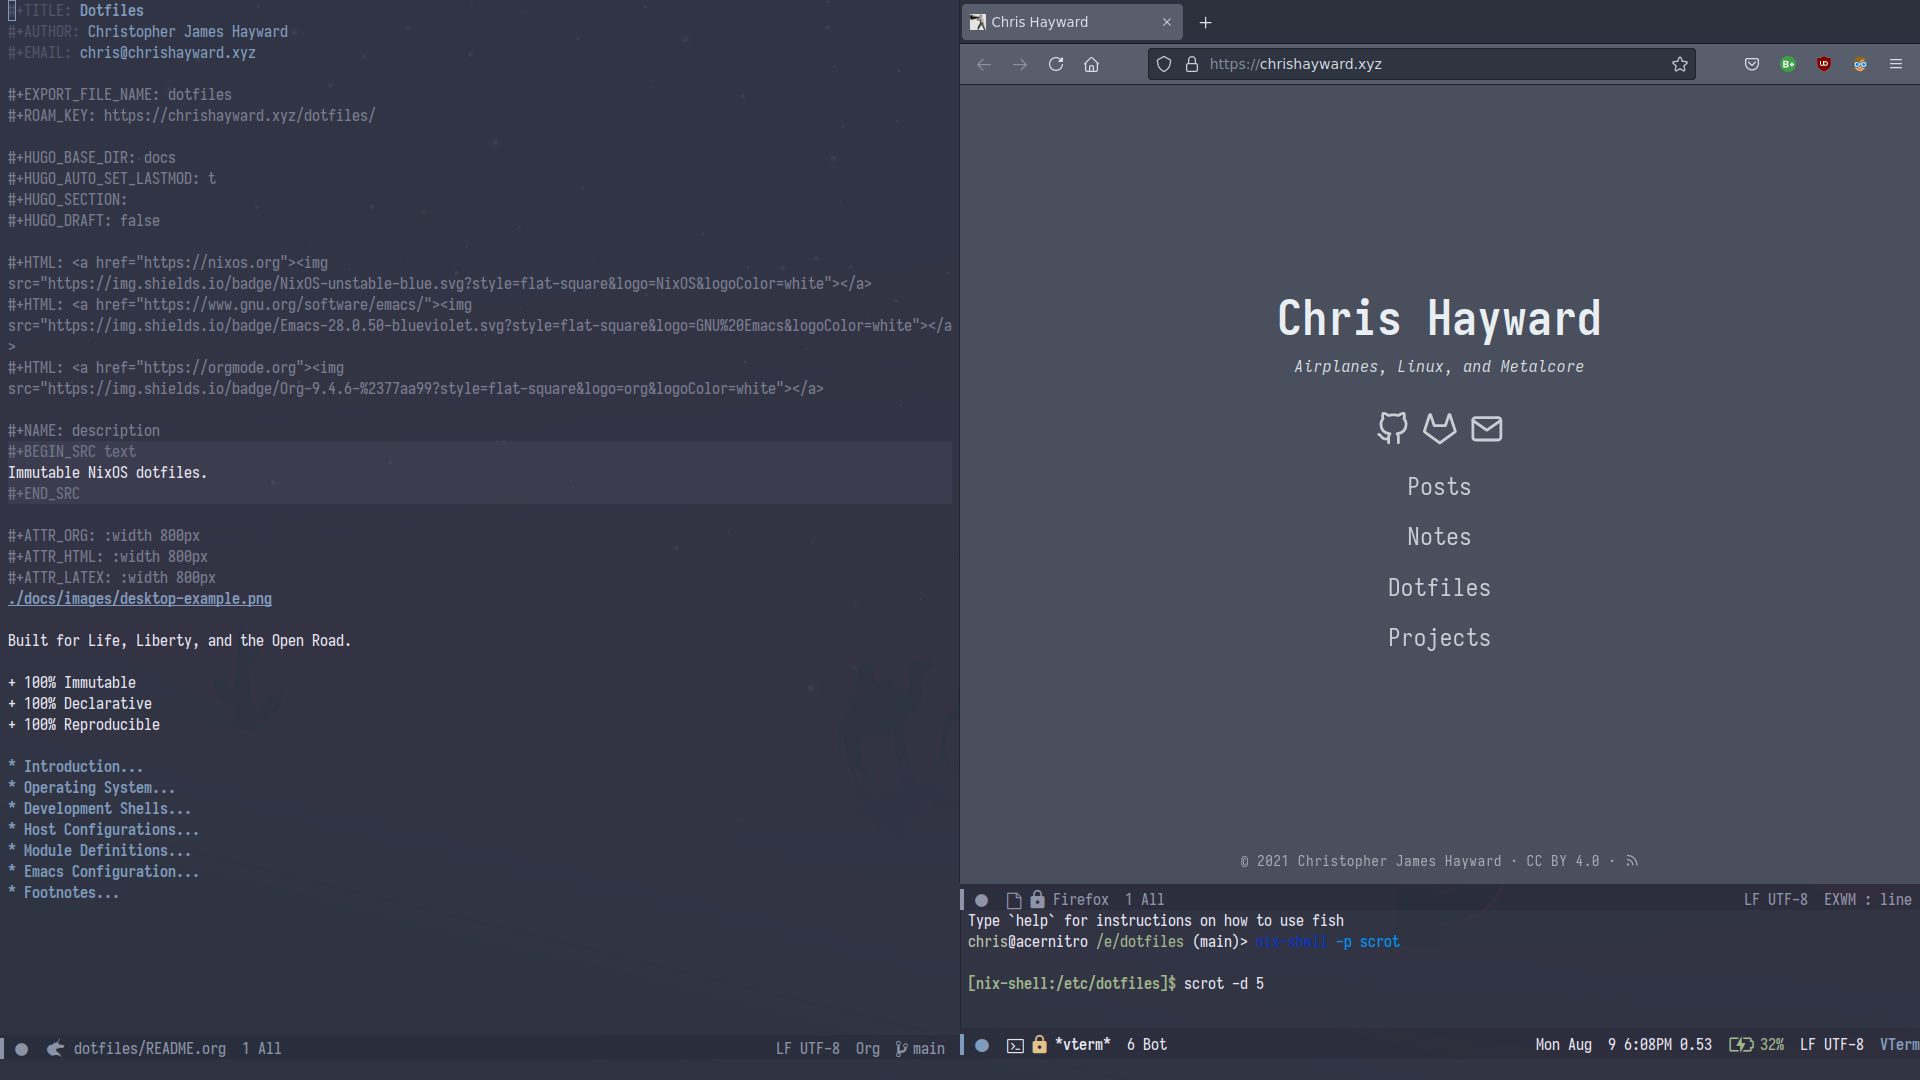 #+TITLE: Dotfiles
#+AUTHOR: Christopher James Hayward
#+EMAIL: chris@chrishayward.xyz
#+EXPORT_FILE_NAME: dotfiles
#+ROAM_KEY: https://chrishayward.xyz/dotfiles/
#+HUGO_BASE_DIR: docs
#+HUGO_AUTO_SET_LASTMOD: t
#+HUGO_SECTION:
#+HUGO_DRAFT: false
#+HTML: <a href="https://nixos.org"><img
src="https://img.shields.io/badge/NixOS-unstable-blue.svg?style=flat-square&logo=NixOS&logoColor=white"></a>
#+HTML: <a href="https://www.gnu.org/software/emacs/"><img
src="https://img.shields.io/badge/Emacs-28.0.50-blueviolet.svg?style=flat-square&logo=GNU%20Emacs&logoColor=white"></a
>
#+HTML: <a href="https://orgmode.org"><img
src="https://img.shields.io/badge/Org-9.4.6-%2377aa99?style=flat-square&logo=org&logoColor=white"></a>
#+NAME: description
#+BEGIN_SRC text
Immutable NixOS dotfiles.
#+END_SRC
#+ATTR_ORG: :width 800px
#+ATTR_HTML: :width 800px
#+ATTR_LATEX: :width 800px
./docs/images/desktop-example.png
Built for Life, Liberty, and the Open Road.
+ 100% Immutable
+ 100% Declarative
+ 100% Reproducible
* Introduction...
* Operating System...
* Development Shells...
* Host Configurations...
* Module Definitions...
* Emacs Configuration...
* Footnotes...
dotfiles/README.org 1 All LF UTF-8 Org main
Chris Hayward
https://chrishayward.xyz
Chris Hayward
Airplanes, Linux, and Metalcore
Posts
Notes
Dotfiles
Projects
© 2021 Christopher James Hayward · CC BY 4.0 ·
Firefox 1 All LF UTF-8 EXWM : line
Type `help` for instructions on how to use fish
chris@acernitro /e/dotfiles (main)> nix-shell -p scrot
[nix-shell:/etc/dotfiles]$ scrot -d 5
*vterm* 6 Bot Mon Aug 9 6:08PM 0.53 32% LF UTF-8 VTerm